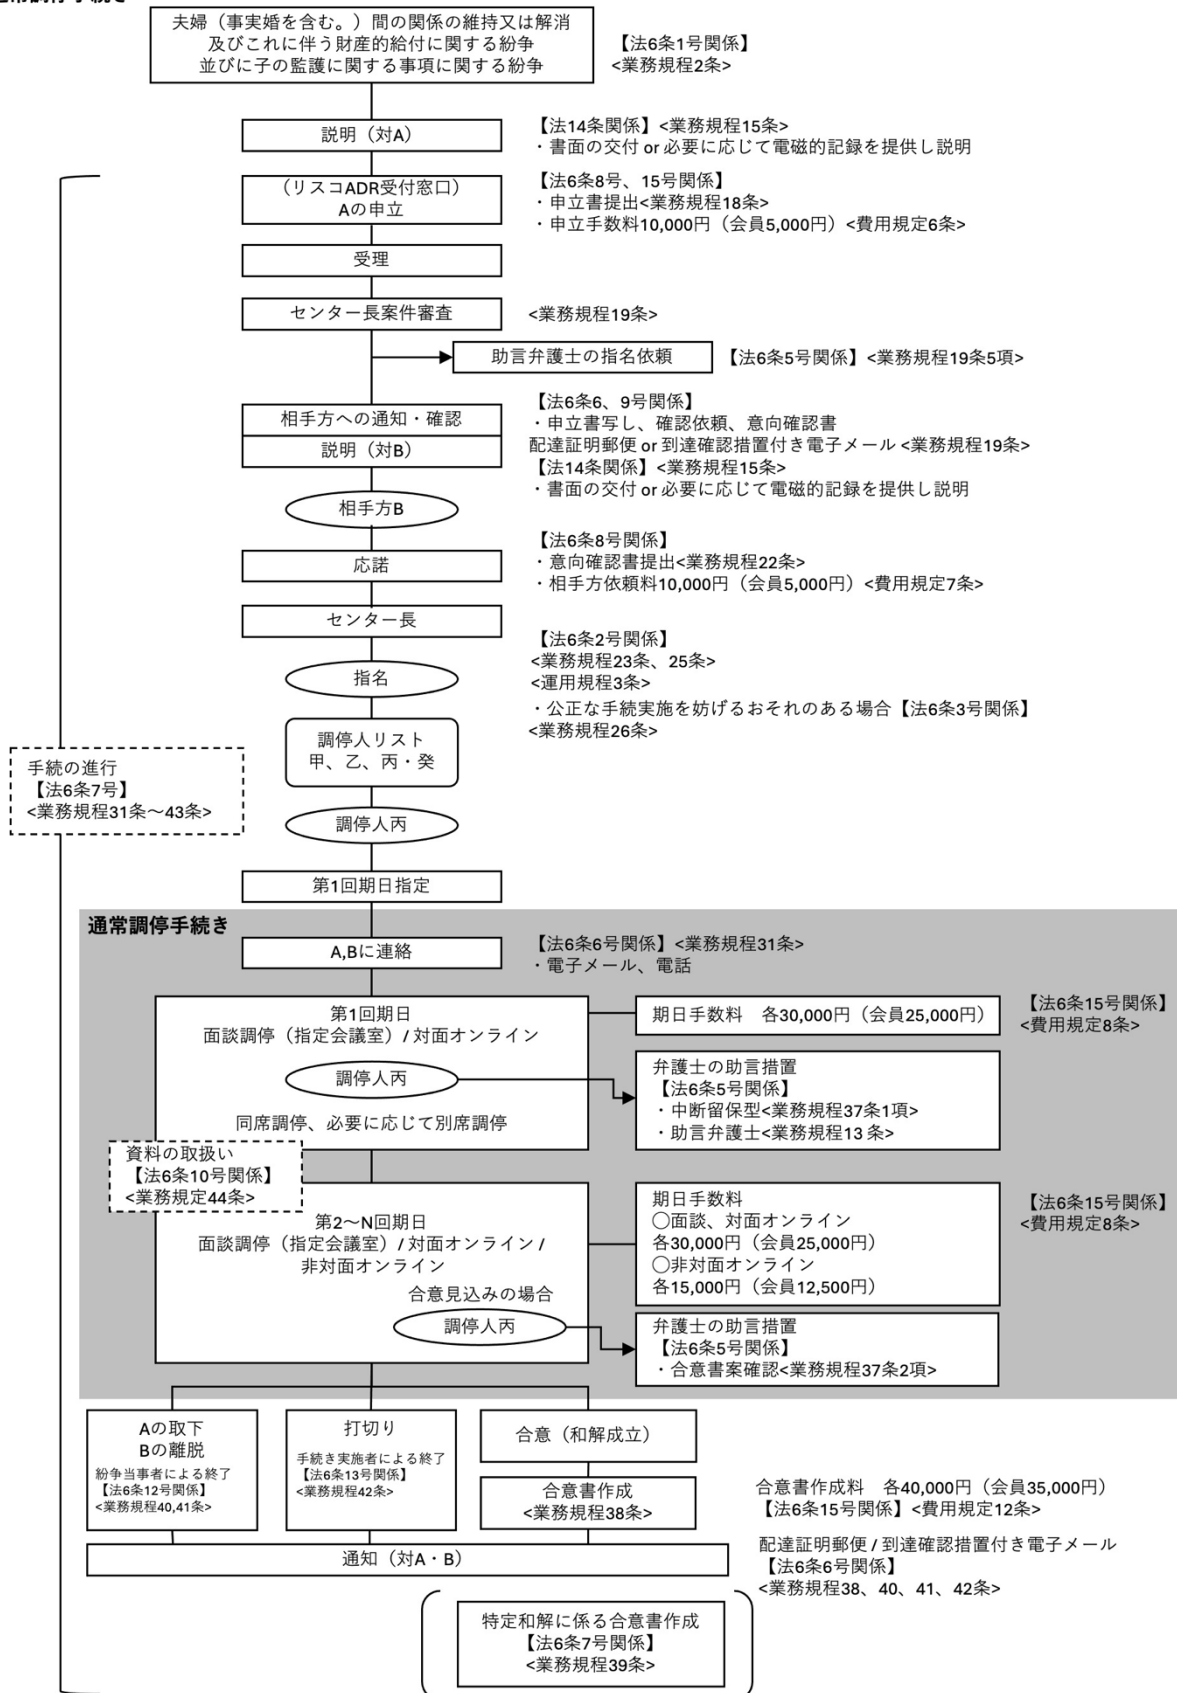 通常調停手続き
夫婦（事実婚を含む。）間の関係の維持又は解消
及びこれに伴う財産的給付に関する紛争
並びに子の監護に関する事項に関する紛争
【法6条1号関係】
<業務規程2条>
説明（対A）
【法14条関係】<業務規程15条>
・書面の交付 or 必要に応じて電磁的記録を提供し説明
（リスコADR受付窓口）
Aの申立
【法6条8号、15号関係】
・申立書提出<業務規程18条>
・申立手数料10,000円（会員5,000円）<費用規定6条>
受理
センター長案件審査
<業務規程19条>
助言弁護士の指名依頼
【法6条5号関係】<業務規程19条5項>
相手方への通知・確認
説明（対B）
【法6条6、9号関係】
・申立書写し、確認依頼、意向確認書
配達証明郵便 or 到達確認措置付き電子メール <業務規程19条>
【法14条関係】<業務規程15条>
・書面の交付 or 必要に応じて電磁的記録を提供し説明
相手方B
応諾
【法6条8号関係】
・意向確認書提出<業務規程22条>
・相手方依頼料10,000円（会員5,000円）<費用規定7条>
センター長
指名
【法6条2号関係】
<業務規程23条、25条>
<運用規程3条>
・公正な手続実施を妨げるおそれのある場合【法6条3号関係】
<業務規程26条>
調停人リスト
甲、乙、丙・癸
手続の進行
【法6条7号】
<業務規程31条～43条>
調停人丙
第1回期日指定
通常調停手続き
A,Bに連絡
【法6条6号関係】<業務規程31条>
・電子メール、電話
第1回期日
面談調停（指定会議室）/ 対面オンライン
調停人丙
同席調停、必要に応じて別席調停
期日手数料　各30,000円（会員25,000円）
【法6条15号関係】
<費用規定8条>
弁護士の助言措置
【法6条5号関係】
・中断留保型<業務規程37条1項>
・助言弁護士<業務規程13 条>
資料の取扱い
【法6条10号関係】
<業務規定44条>
第2～N回期日
面談調停（指定会議室）/ 対面オンライン /
非対面オンライン
合意見込みの場合
調停人丙
期日手数料
〇面談、対面オンライン
各30,000円（会員25,000円）
〇非対面オンライン
各15,000円（会員12,500円）
【法6条15号関係】
<費用規定8条>
弁護士の助言措置
【法6条5号関係】
・合意書案確認<業務規程37条2項>
Aの取下
Bの離脱
紛争当事者による終了
【法6条12号関係】
<業務規程40,41条>
打切り
手続き実施者による終了
【法6条13号関係】
<業務規程42条>
合意（和解成立）
合意書作成
<業務規程38条>
合意書作成料　各40,000円（会員35,000円）
【法6条15号関係】<費用規定12条>
通知（対A・B）
配達証明郵便 / 到達確認措置付き電子メール
【法6条6号関係】
<業務規程38、40、41、42条>
特定和解に係る合意書作成
【法6条7号関係】
<業務規程39条>